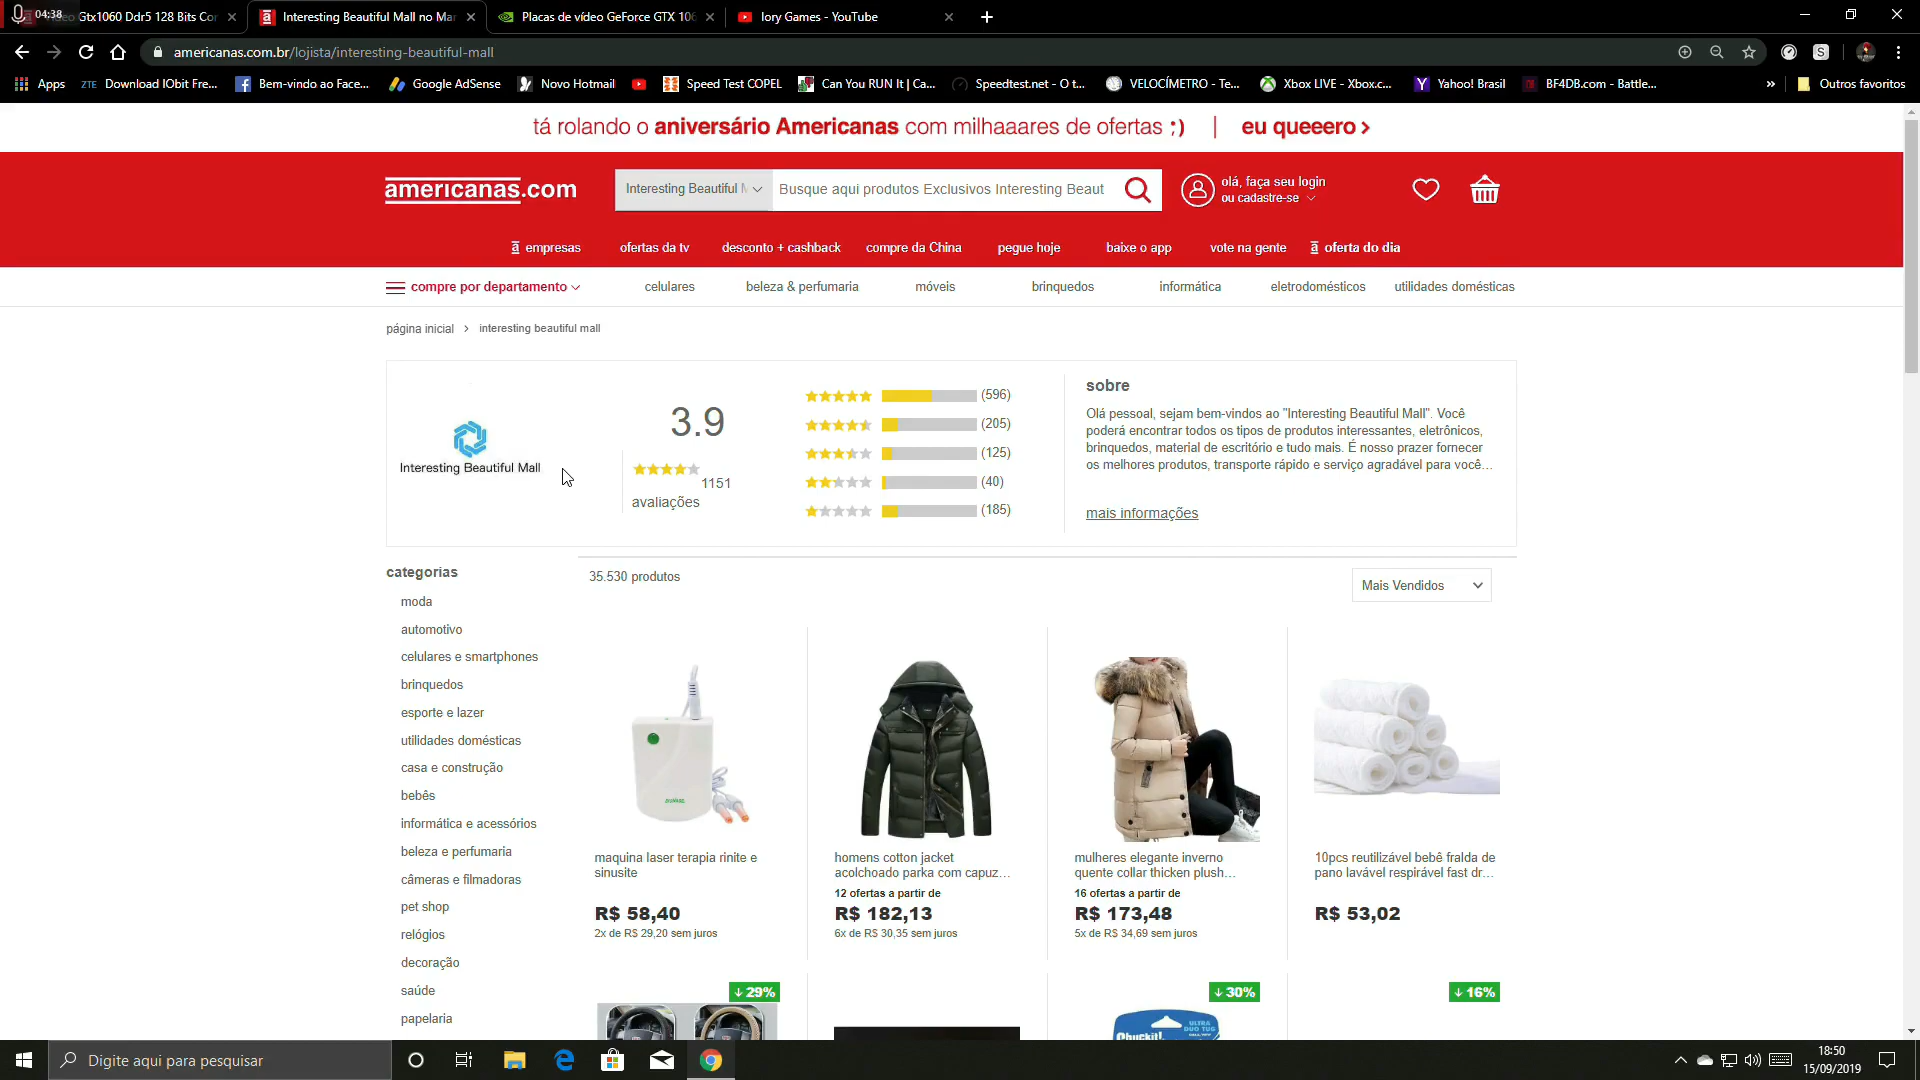 04:38
Gtx1060 Ddr5 128 Bits Cor
Interesting Beautiful Mall no Mar
Placas de vídeo GeForce GTX 106
Iory Games - YouTube
americanas.com.br/lojista/interesting-beautiful-mall
Apps
ZTE
Download IObit Fre...
Bem-vindo ao Face...
Google AdSense
Novo Hotmail
Speed Test COPEL
Can You RUN It | Ca...
Speedtest.net - O t...
VELOCÍMETRO - Te...
Xbox LIVE - Xbox.c...
Yahoo! Brasil
BF4DB.com - Battle...
»
Outros favoritos
tá rolando o aniversário Americanas com milhaaares de ofertas ;) | eu queeero >
americanas.com
Interesting Beautiful M
Busque aqui produtos Exclusivos Interesting Beaut
olá, faça seu login
ou cadastre-se
ā empresas
ofertas da tv
desconto + cashback
compre da China
pegue hoje
baixe o app
vote na gente
ā oferta do dia
compre por departamento
celulares
beleza & perfumaria
móveis
brinquedos
informática
eletrodomésticos
utilidades domésticas
página inicial > interesting beautiful mall
Interesting Beautiful Mall
3.9
1151
avaliações
(596)
(205)
(125)
(40)
(185)
sobre
Olá pessoal, sejam bem-vindos ao "Interesting Beautiful Mall". Você
poderá encontrar todos os tipos de produtos interessantes, eletrônicos,
brinquedos, material de escritório e tudo mais. É nosso prazer fornecer
os melhores produtos, transporte rápido e serviço agradável para você...
mais informações
categorias
moda
automotivo
celulares e smartphones
brinquedos
esporte e lazer
utilidades domésticas
casa e construção
bebês
informática e acessórios
beleza e perfumaria
câmeras e filmadoras
pet shop
relógios
decoração
saúde
papelaria
35.530 produtos
Mais Vendidos
maquina laser terapia rinite e
sinusite
R$ 58,40
2x de R$ 29,20 sem juros
homens cotton jacket
acolchoado parka com capuz...
12 ofertas a partir de
R$ 182,13
6x de R$ 30,35 sem juros
mulheres elegante inverno
quente collar thicken plush...
16 ofertas a partir de
R$ 173,48
5x de R$ 34,69 sem juros
10pcs reutilizável bebê fralda de
pano lavável respirável fast dr...
R$ 53,02
29%
30%
16%
ULTRA
DUO TUG
Chuckit!
Digite aqui para pesquisar
18:50
15/09/2019